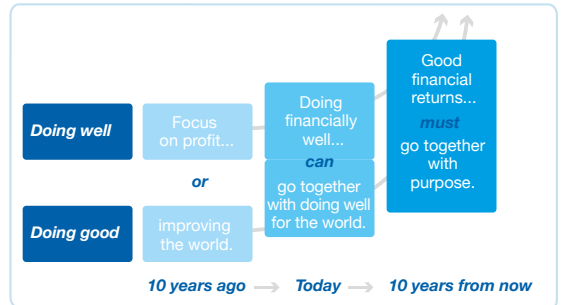 Doing well
Focus
on profit...
or
Doing good
improving
the world.
Doing
financially
well...
can
go together
with doing well
for the world.
Good
financial
returns...
must
go together
with
purpose.
10 years ago
Today
10 years from now